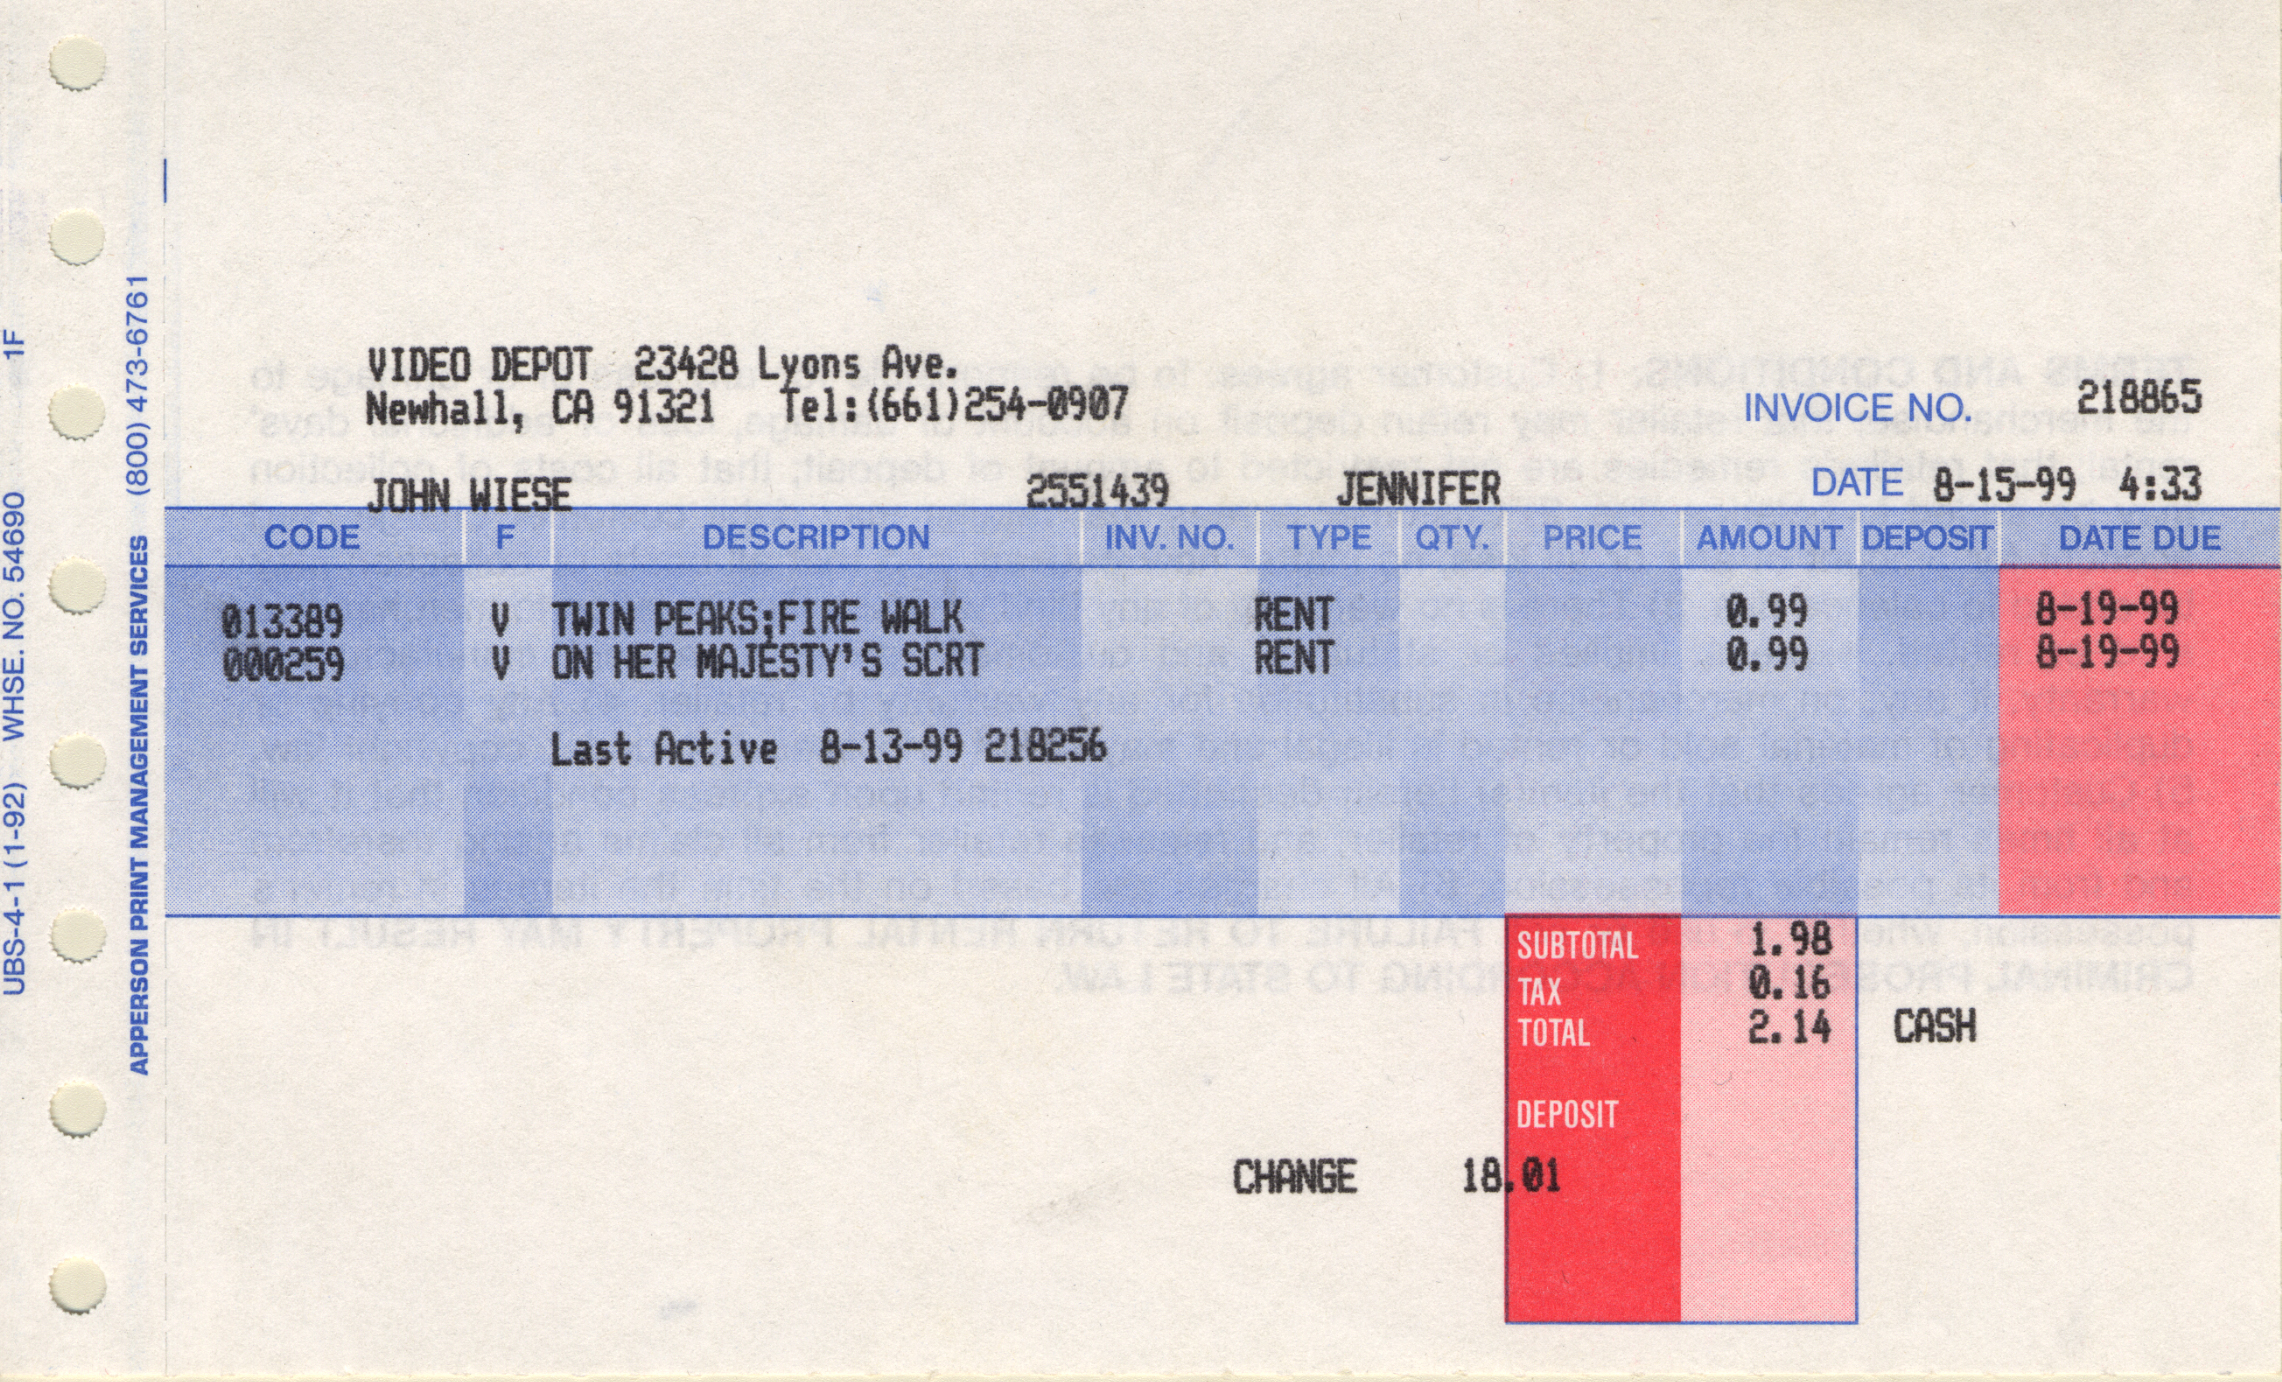 VIDEO DEPOT 23428 Lyons Ave.
Newhall, CA 91321 Tel:(661)254-0907
INVOICE NO. 218865
JOHN WIESE 2551439 JENNIFER DATE 8-15-99 4:33
CODE F DESCRIPTION INV. NO. TYPE QTY. PRICE AMOUNT DEPOSIT DATE DUE
013389 V TWIN PEAKS;FIRE WALK RENT 0.99 8-19-99
000259 V ON HER MAJESTY'S SCRT RENT 0.99 8-19-99
Last Active 8-13-99 218256
SUBTOTAL 1.98
TAX 0.16
TOTAL 2.14 CASH
DEPOSIT
CHANGE 18.01
UBS-4-1 (1-92) WHSE. NO. 54690 1F
APPERSON PRINT MANAGEMENT SERVICES (800) 473-6761